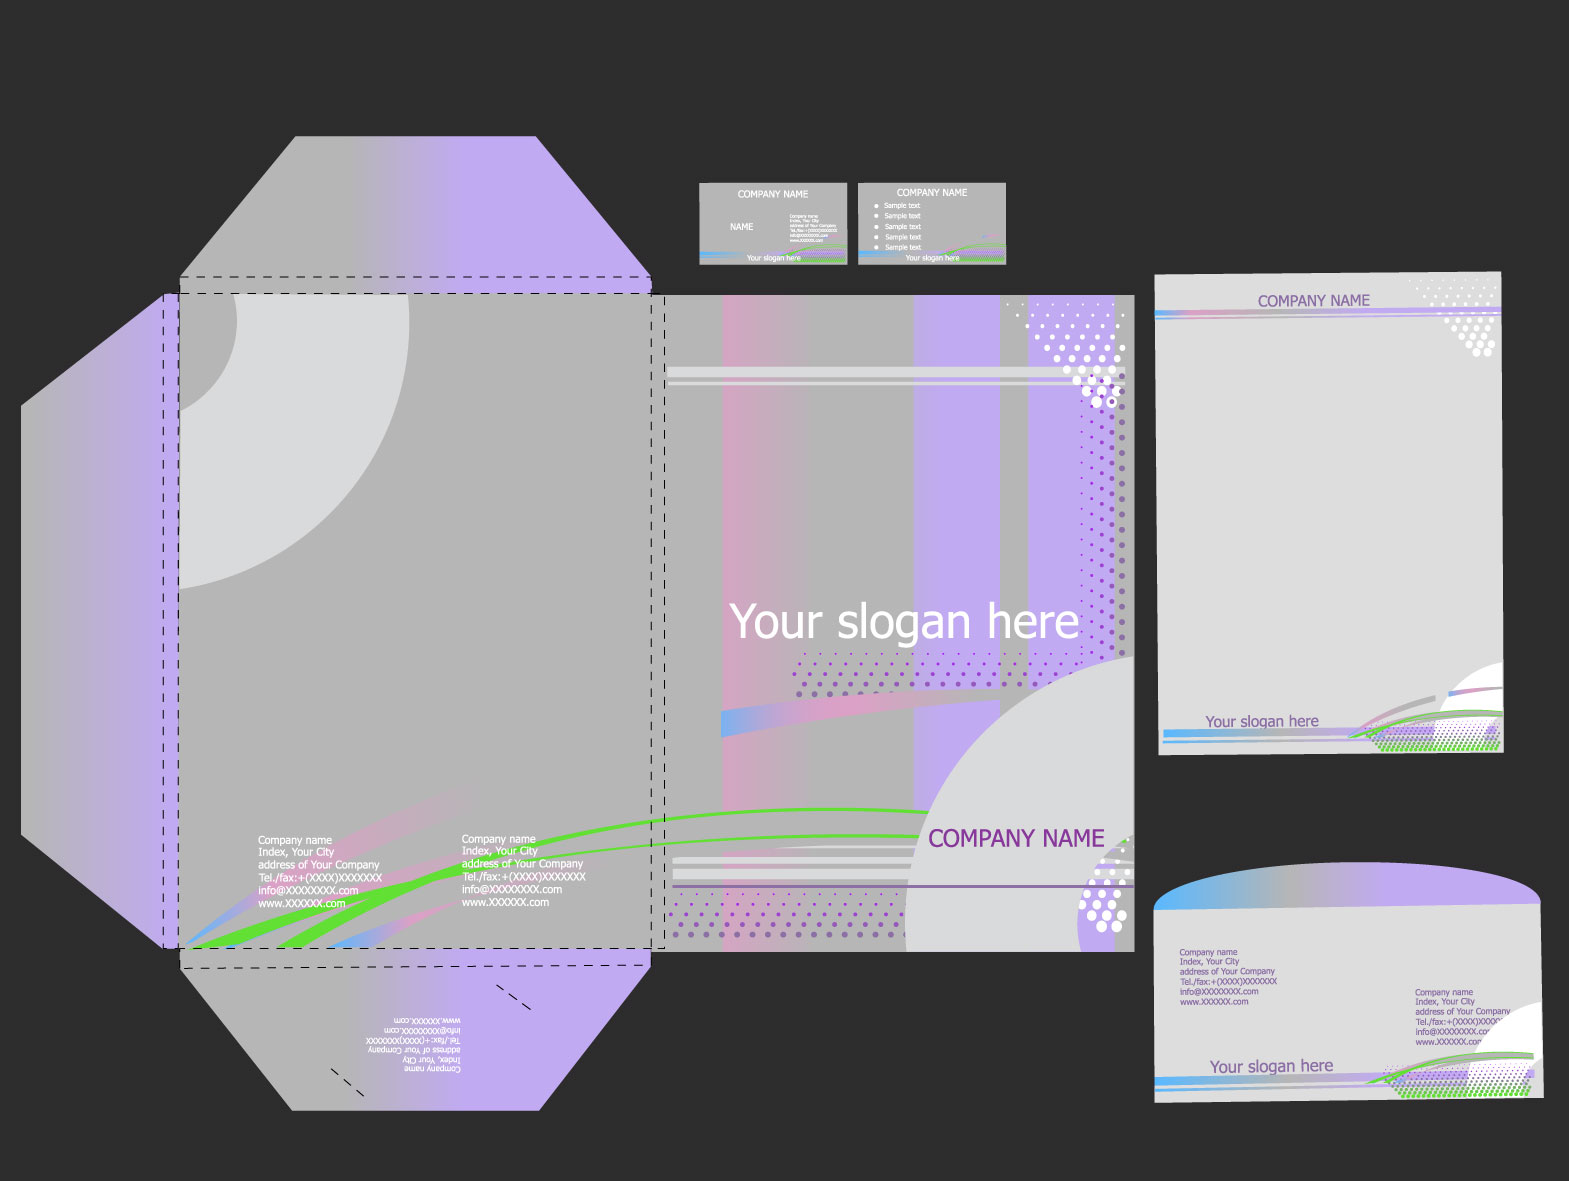 COMPANY NAME
NAME
Company name
Index, Your City
address of Your Company
Tel./fax:+(XXXX)XXXXXXX
info@XXXXXXXX.com
www.XXXXXX.com
Your slogan here
COMPANY NAME
Sample text
Sample text
Sample text
Sample text
Sample text
Your slogan here
COMPANY NAME
Your slogan here
Your slogan here
COMPANY NAME
Company name
Index, Your City
address of Your Company
Tel./fax:+(XXXX)XXXXXXX
info@XXXXXXXX.com
www.XXXXXX.com
Company name
Index, Your City
address of Your Company
Tel./fax:+(XXXX)XXXXXXX
info@XXXXXXXX.com
www.XXXXXX.com
Company name
Index, Your City
address of Your Company
Tel./fax:+(XXXX)XXXXXXX
info@XXXXXXXX.com
www.XXXXXX.com
Company name
Index, Your City
address of Your Company
Tel./fax:+(XXXX)XXXXXXX
info@XXXXXXXX.com
www.XXXXXX.com
Company name
Index, Your City
address of Your Company
Tel./fax:+(XXXX)XXXXX
info@XXXXXXXX.co
www.XXXXXX.com
Your slogan here